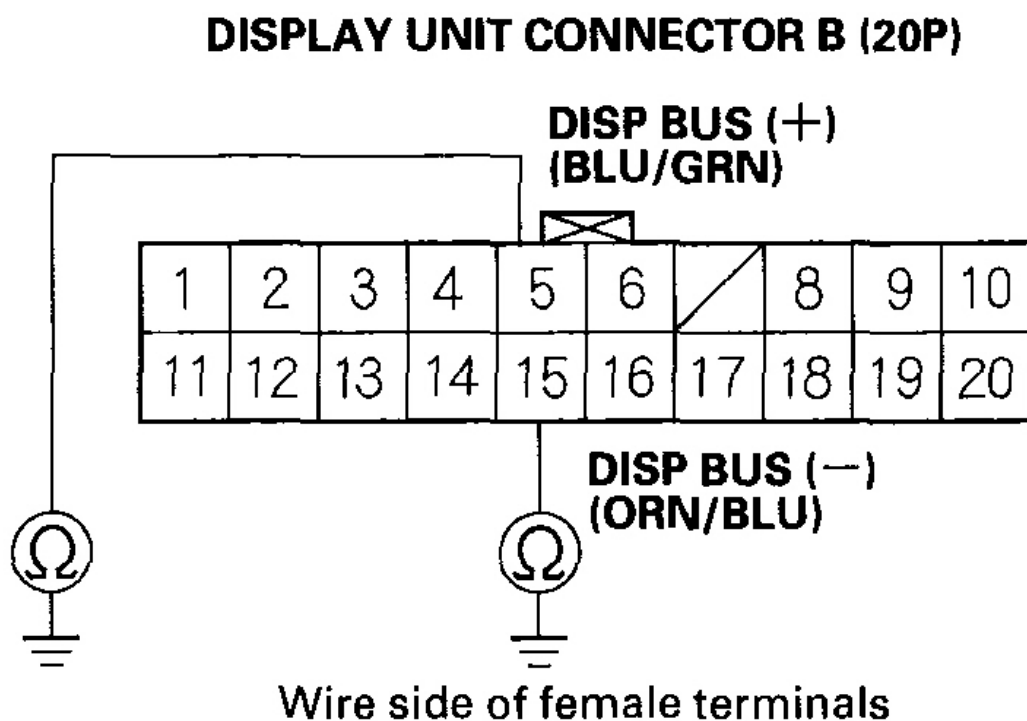 DISPLAY UNIT CONNECTOR B (20P)
DISP BUS (+)
(BLU/GRN)
1 2 3 4 5 6 8 9 10
11 12 13 14 15 16 17 18 19 20
DISP BUS (−)
(ORN/BLU)
Ω Ω
Wire side of female terminals